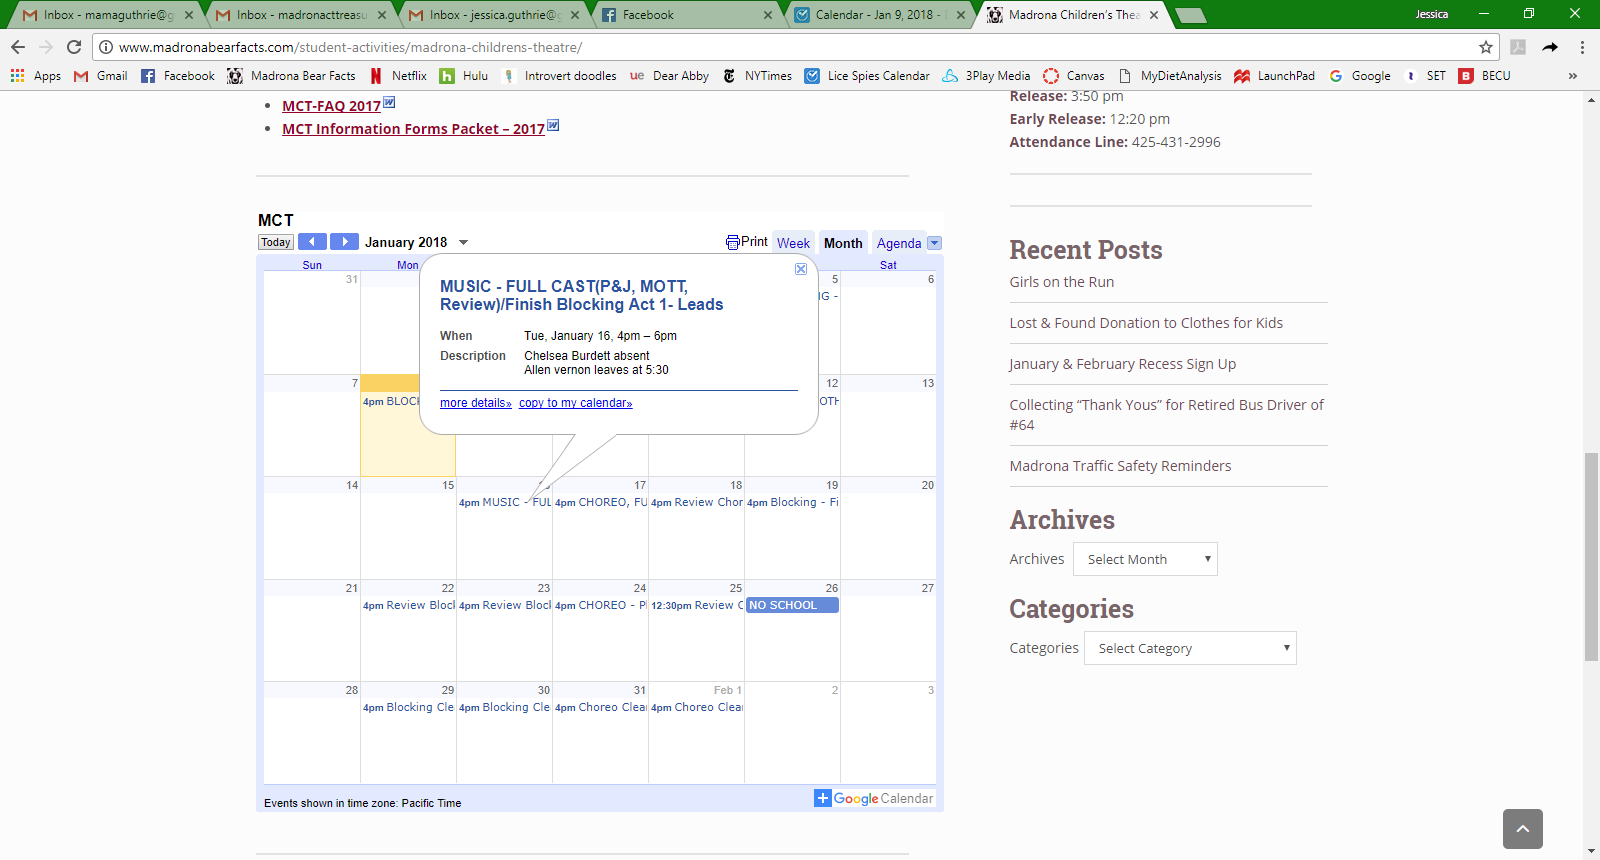 Inbox - mamaguthrie@g
Inbox - madronacttreasu
Inbox - jessica.guthrie@g
Facebook
Calendar - Jan 9, 2018 -
Madrona Children's Thea
Jessica
www.madronabearfacts.com/student-activities/madrona-childrens-theatre/
Apps
Gmail
Facebook
Madrona Bear Facts
Netflix
Hulu
Introvert doodles
Dear Abby
NYTimes
Lice Spies Calendar
3Play Media
Canvas
MyDietAnalysis
LaunchPad
Google
SET
BECU
»
MCT-FAQ 2017
MCT Information Forms Packet – 2017
MCT
Today
January 2018
Print
Week
Month
Agenda
Sun
Mon
Sat
31
5
6
NG -
MUSIC - FULL CAST(P&J, MOTT,
Review)/Finish Blocking Act 1- Leads
When Tue, January 16, 4pm – 6pm
Description Chelsea Burdett absent
Allen vernon leaves at 5:30
more details» copy to my calendar»
7
12
13
4pm BLOCK
OTH
14
15
17
18
19
20
4pm MUSIC - FUL
4pm CHOREO, FU
4pm Review Chor
4pm Blocking - Fi
21
22
23
24
25
26
27
4pm Review Bloc
4pm Review Bloc
4pm CHOREO - P
12:30pm Review C
NO SCHOOL
28
29
30
31
Feb 1
2
3
4pm Blocking Cle
4pm Blocking Cle
4pm Choreo Clea
4pm Choreo Clea
Events shown in time zone: Pacific Time
Google Calendar
Release: 3:50 pm
Early Release: 12:20 pm
Attendance Line: 425-431-2996
Recent Posts
Girls on the Run
Lost & Found Donation to Clothes for Kids
January & February Recess Sign Up
Collecting “Thank Yous” for Retired Bus Driver of
#64
Madrona Traffic Safety Reminders
Archives
Archives Select Month
Categories
Categories Select Category